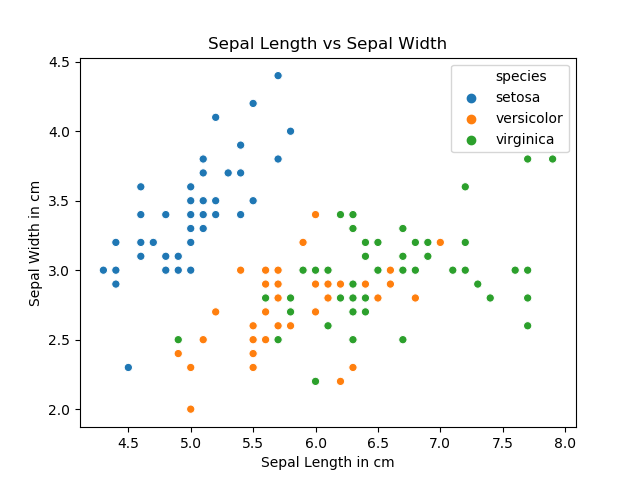 Sepal Length vs Sepal Width
species
setosa
versicolor
virginica
4.5
4.0
3.5
3.0
2.5
2.0
Sepal Width in cm
4.5 5.0 5.5 6.0 6.5 7.0 7.5 8.0
Sepal Length in cm